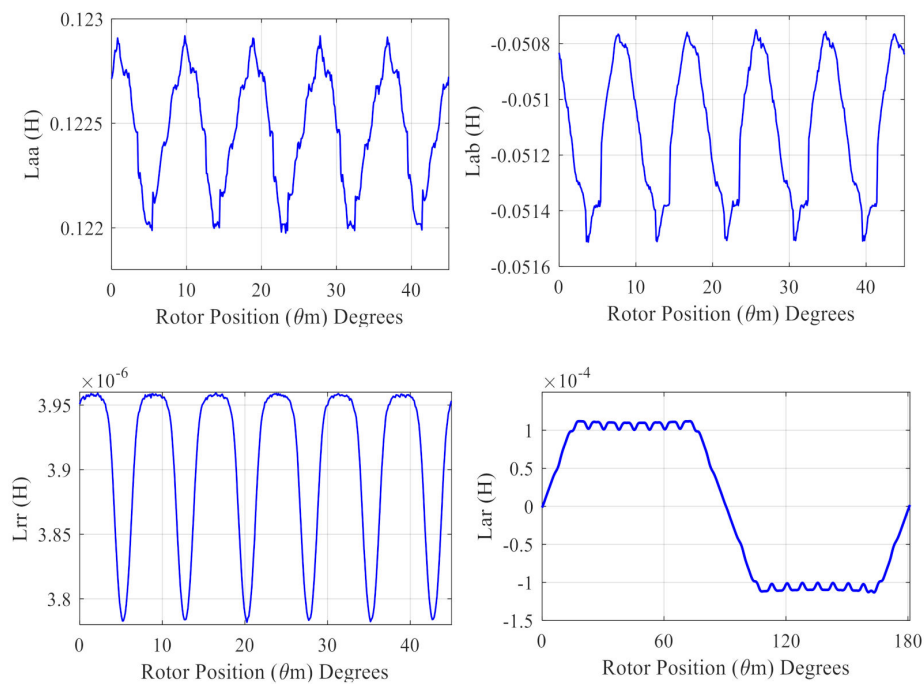 0.123
0.1225
0.122
Laa (H)
0 10 20 30 40
Rotor Position (θm) Degrees
-0.0508
-0.051
-0.0512
-0.0514
-0.0516
Lab (H)
0 10 20 30 40
Rotor Position (θm) Degrees
×10⁻⁶
3.95
3.9
3.85
3.8
Lrr (H)
0 10 20 30 40
Rotor Position (θm) Degrees
×10⁻⁴
1
0.5
0
-0.5
-1
-1.5
Lar (H)
0 60 120 180
Rotor Position (θm) Degrees